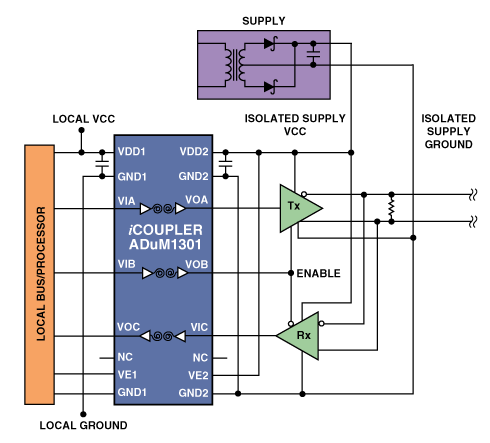 SUPPLY
LOCAL VCC
ISOLATED SUPPLY
VCC
ISOLATED
SUPPLY
GROUND
LOCAL BUS/PROCESSOR
VDD1
VDD2
GND1
GND2
VIA
VOA
Tx
iCOUPLER
ADuM1301
VIB
VOB
ENABLE
VOC
VIC
Rx
NC
NC
VE1
VE2
GND1
GND2
LOCAL GROUND